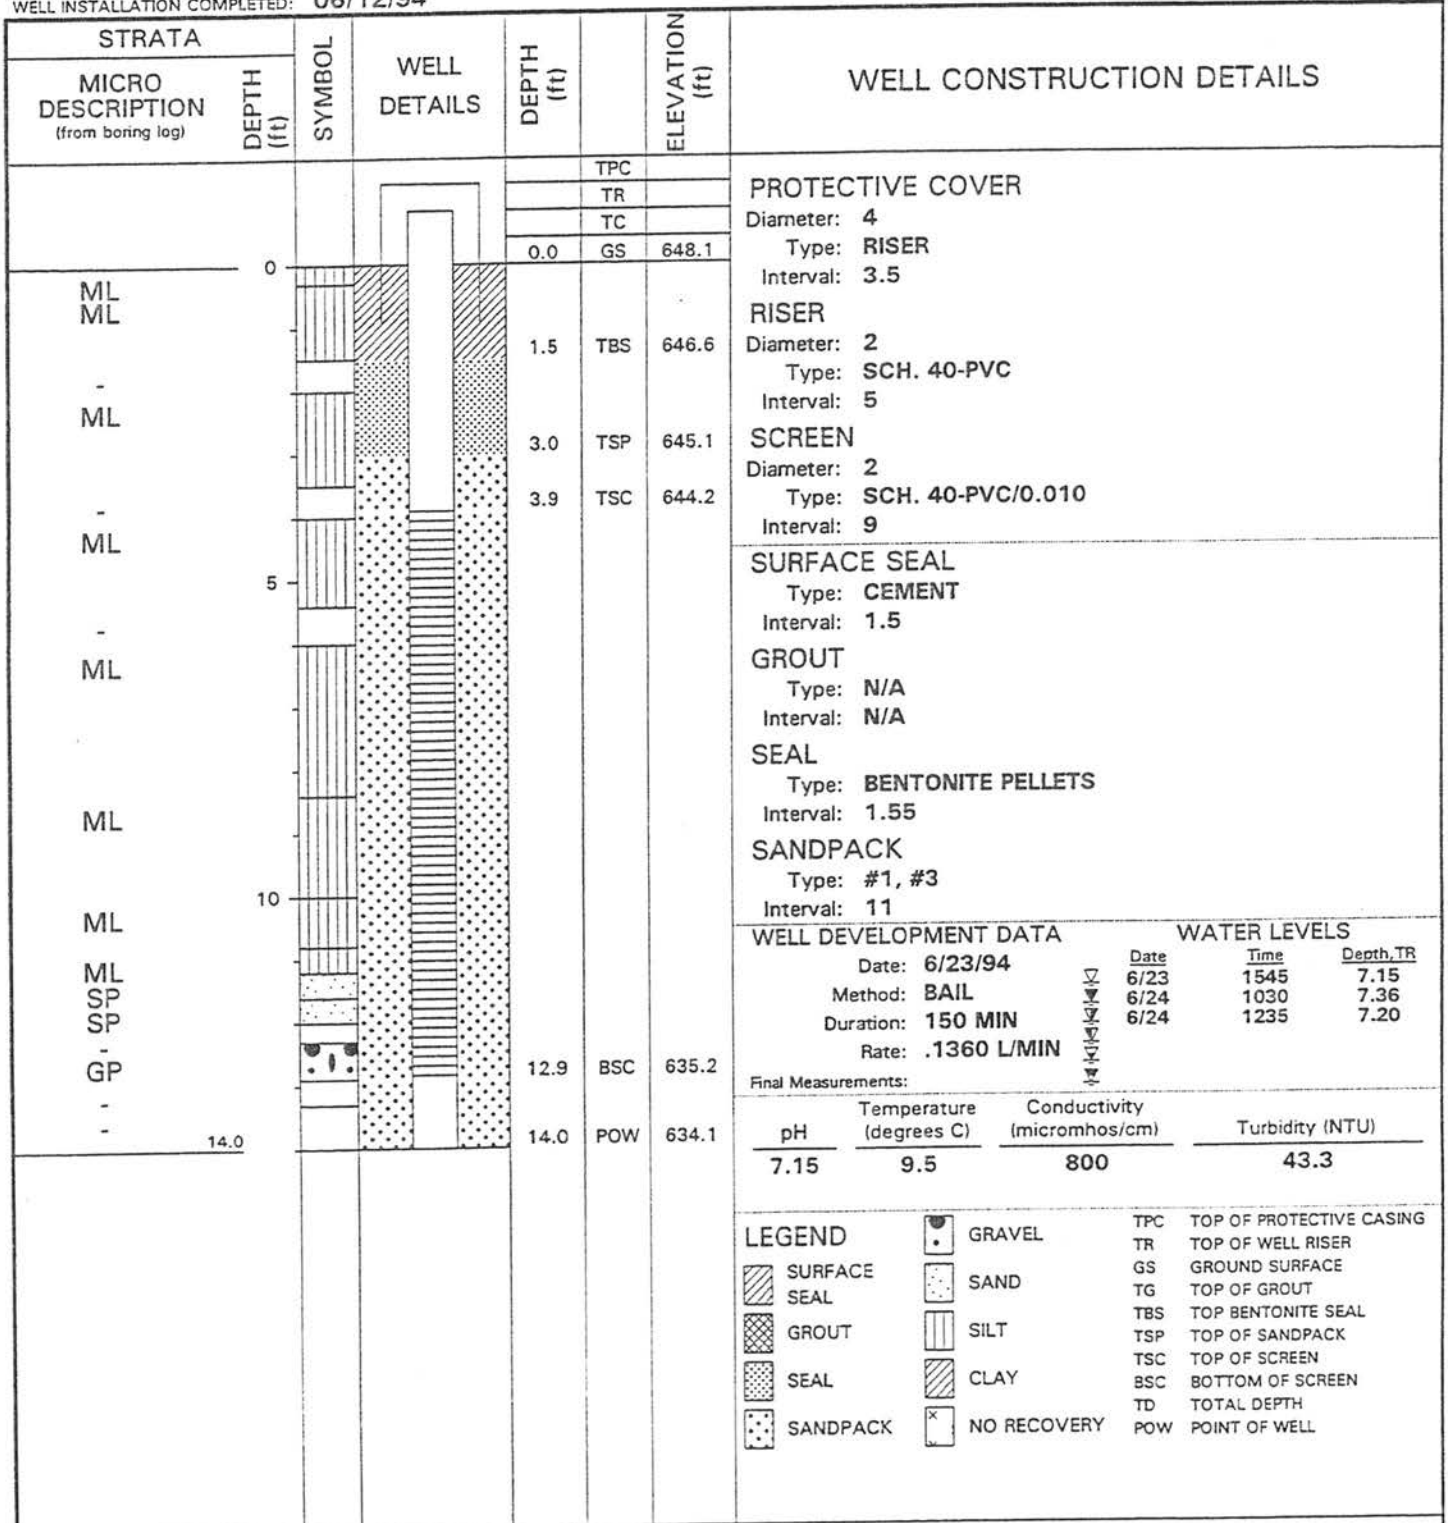 WELL INSTALLATION COMPLETED: 06/12/94
STRATA
MICRO DESCRIPTION (from boring log)
DEPTH (ft)
SYMBOL
WELL DETAILS
DEPTH (ft)
ELEVATION (ft)
WELL CONSTRUCTION DETAILS
TPC
TR
TC
0.0 GS 648.1
0
ML
ML
1.5 TBS 646.6
-
ML
3.0 TSP 645.1
3.9 TSC 644.2
-
ML
5
-
ML
ML
10
ML
ML
SP
SP
-
GP
12.9 BSC 635.2
-
-
14.0
14.0 POW 634.1
PROTECTIVE COVER
Diameter: 4
Type: RISER
Interval: 3.5
RISER
Diameter: 2
Type: SCH. 40-PVC
Interval: 5
SCREEN
Diameter: 2
Type: SCH. 40-PVC/0.010
Interval: 9
SURFACE SEAL
Type: CEMENT
Interval: 1.5
GROUT
Type: N/A
Interval: N/A
SEAL
Type: BENTONITE PELLETS
Interval: 1.55
SANDPACK
Type: #1, #3
Interval: 11
WELL DEVELOPMENT DATA
Date: 6/23/94
Method: BAIL
Duration: 150 MIN
Rate: .1360 L/MIN
Final Measurements:
WATER LEVELS
Date Time Depth,TR
6/23 1545 7.15
6/24 1030 7.36
6/24 1235 7.20
pH Temperature (degrees C) Conductivity (micromhos/cm) Turbidity (NTU)
7.15 9.5 800 43.3
LEGEND
SURFACE SEAL
GROUT
SEAL
SANDPACK
GRAVEL
SAND
SILT
CLAY
NO RECOVERY
TPC TOP OF PROTECTIVE CASING
TR TOP OF WELL RISER
GS GROUND SURFACE
TG TOP OF GROUT
TBS TOP BENTONITE SEAL
TSP TOP OF SANDPACK
TSC TOP OF SCREEN
BSC BOTTOM OF SCREEN
TD TOTAL DEPTH
POW POINT OF WELL